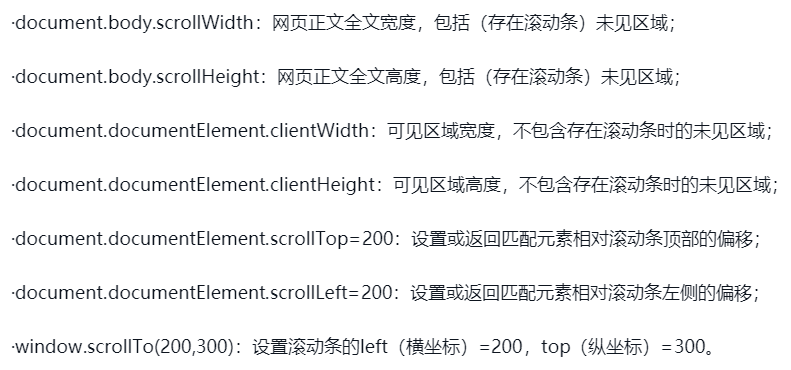 ·document.body.scrollWidth：网页正文全文宽度，包括（存在滚动条）未见区域；
·document.body.scrollHeight：网页正文全文高度，包括（存在滚动条）未见区域；
·document.documentElement.clientWidth：可见区域宽度，不包含存在滚动条时的未见区域；
·document.documentElement.clientHeight：可见区域高度，不包含存在滚动条时的未见区域；
·document.documentElement.scrollTop=200：设置或返回匹配元素相对滚动条顶部的偏移；
·document.documentElement.scrollLeft=200：设置或返回匹配元素相对滚动条左侧的偏移；
·window.scrollTo(200,300)：设置滚动条的left（横坐标）=200，top（纵坐标）=300。